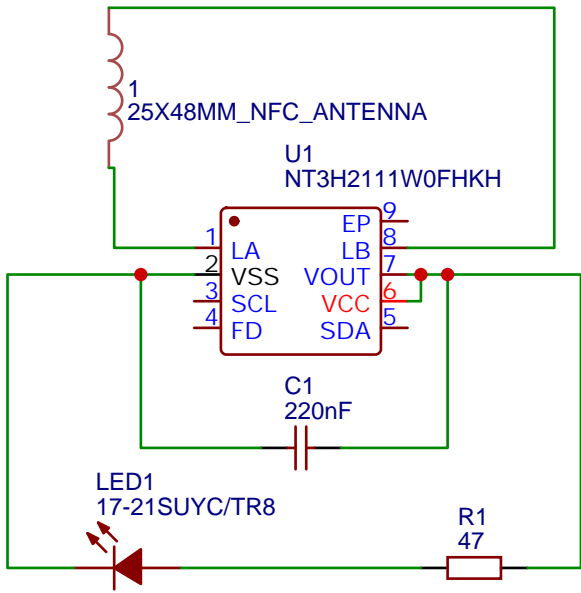 1
25X48MM_NFC_ANTENNA
U1
NT3H2111W0FHKH
EP 9
1 LA LB 8
2 VSS VOUT 7
3 SCL VCC 6
4 FD SDA 5
C1
220nF
LED1
17-21SUYC/TR8
R1
47